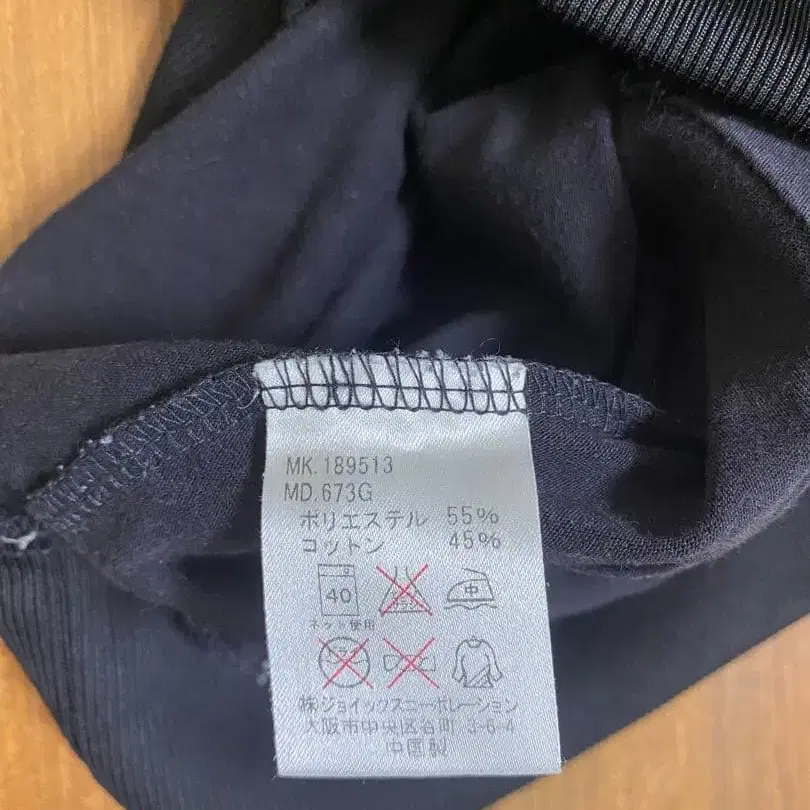 MK.189513
MD.673G
ポリエステル 55%
コットン 45%
40 中
ネット使用
㈱ジョイックスコーポレーション
大阪市中央区谷町 3-6-4
中国製